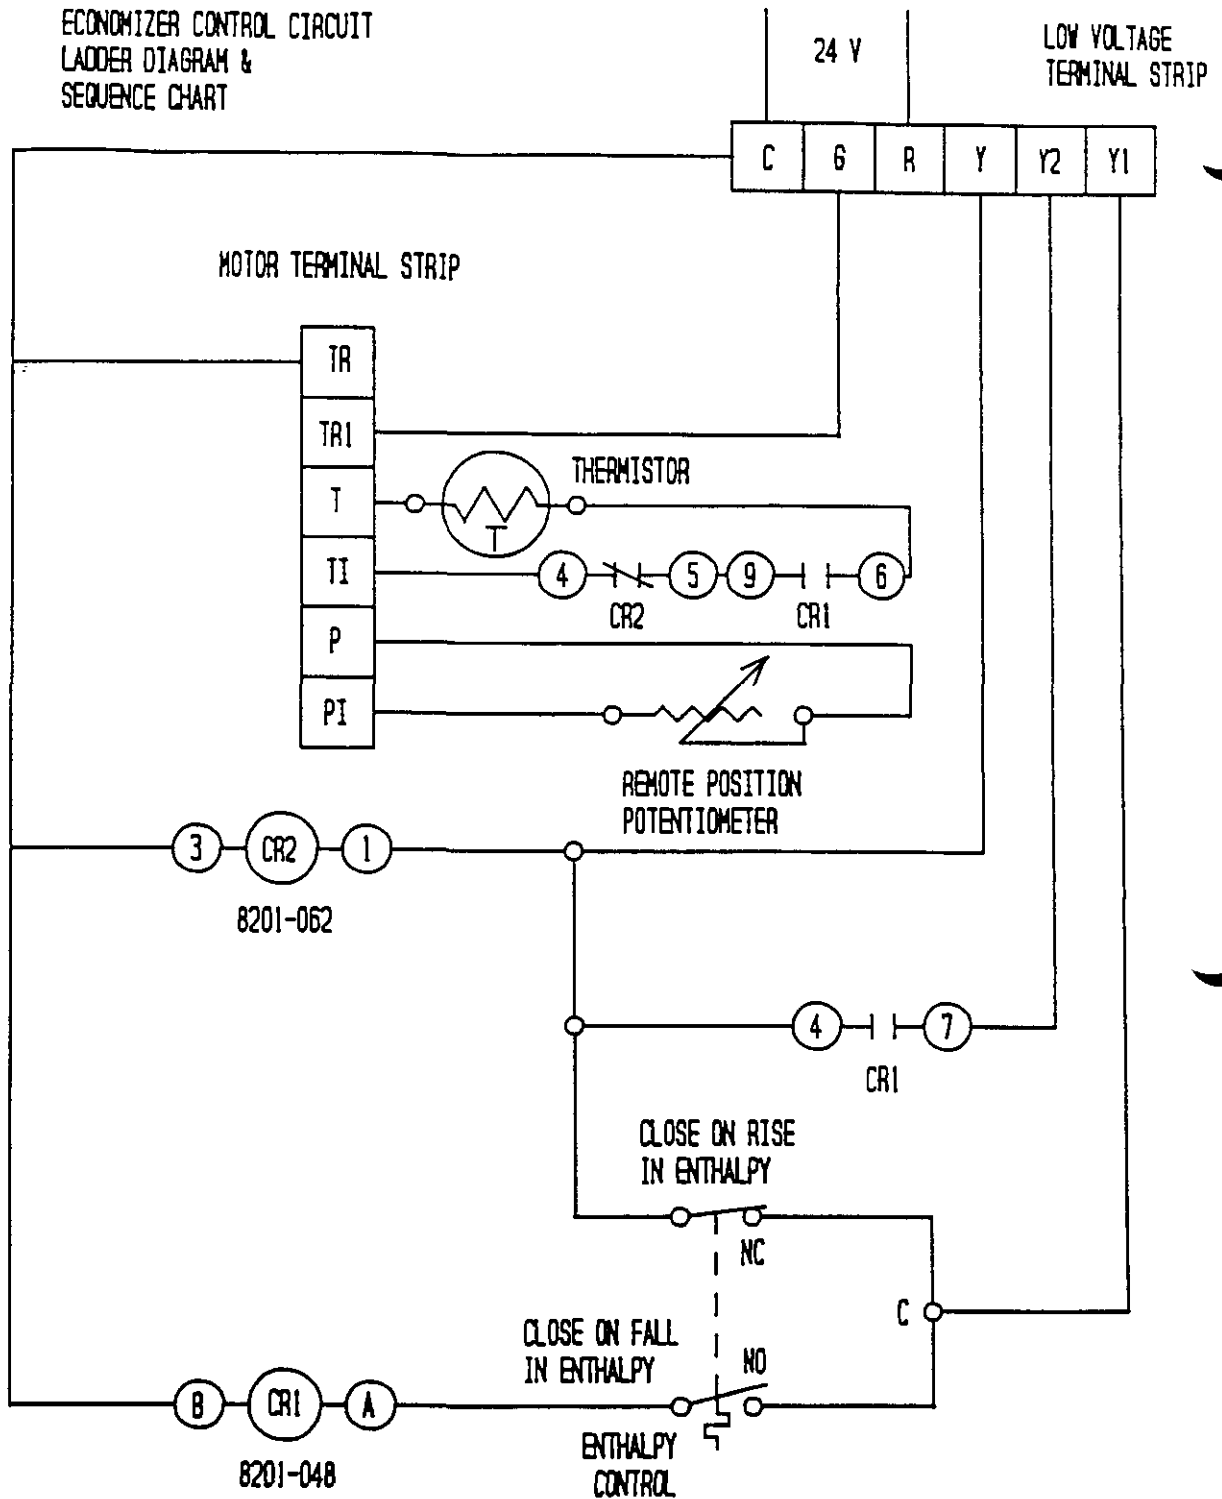 ECONOMIZER CONTROL CIRCUIT
LADDER DIAGRAM &
SEQUENCE CHART
24 V
LOW VOLTAGE
TERMINAL STRIP
C G R Y Y2 Y1
MOTOR TERMINAL STRIP
TR
TR1
T
THERMISTOR
T
T1
4 5 9 6
CR2 CR1
P
P1
REMOTE POSITION
POTENTIOMETER
3 CR2 1
8201-062
4 7
CR1
CLOSE ON RISE
IN ENTHALPY
NC
C
CLOSE ON FALL
IN ENTHALPY
NO
B CR1 A
8201-048
ENTHALPY
CONTROL